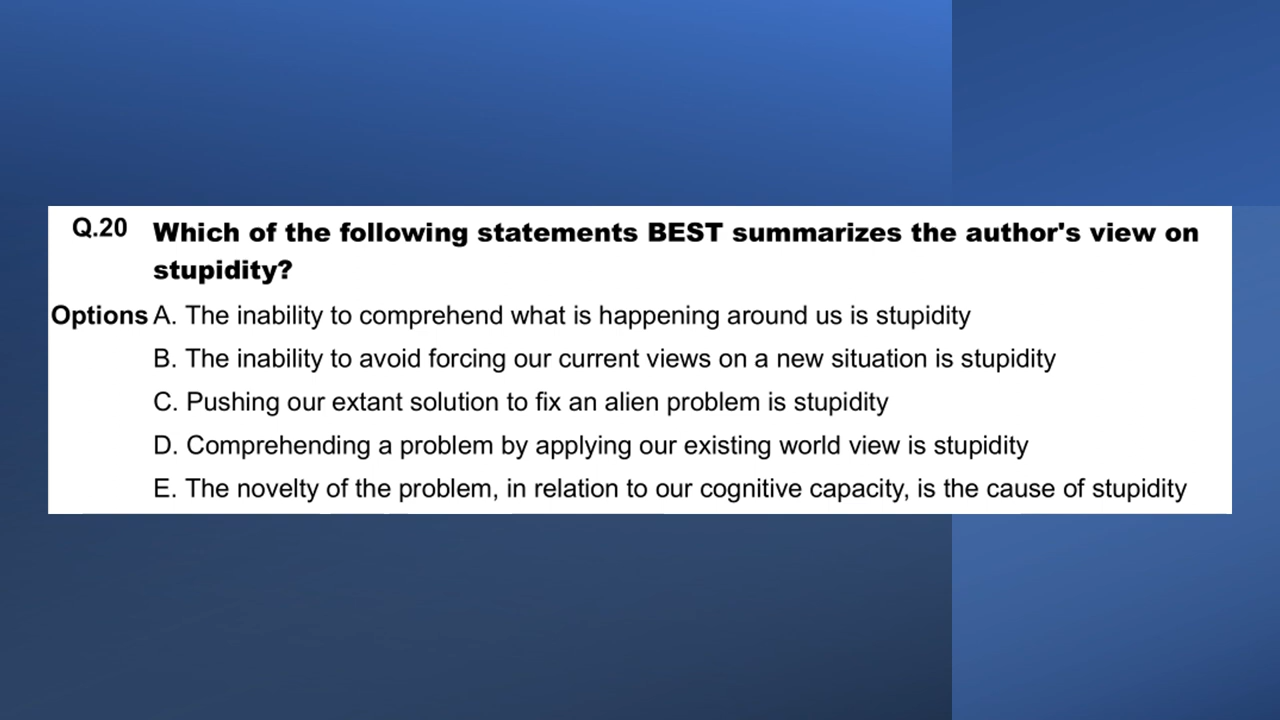 Q.20 Which of the following statements BEST summarizes the author's view on
stupidity?
Options A. The inability to comprehend what is happening around us is stupidity
B. The inability to avoid forcing our current views on a new situation is stupidity
C. Pushing our extant solution to fix an alien problem is stupidity
D. Comprehending a problem by applying our existing world view is stupidity
E. The novelty of the problem, in relation to our cognitive capacity, is the cause of stupidity